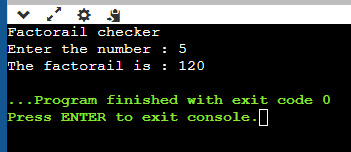 Factorail checker
Enter the number : 5
The factorail is : 120
...Program finished with exit code 0
Press ENTER to exit console.